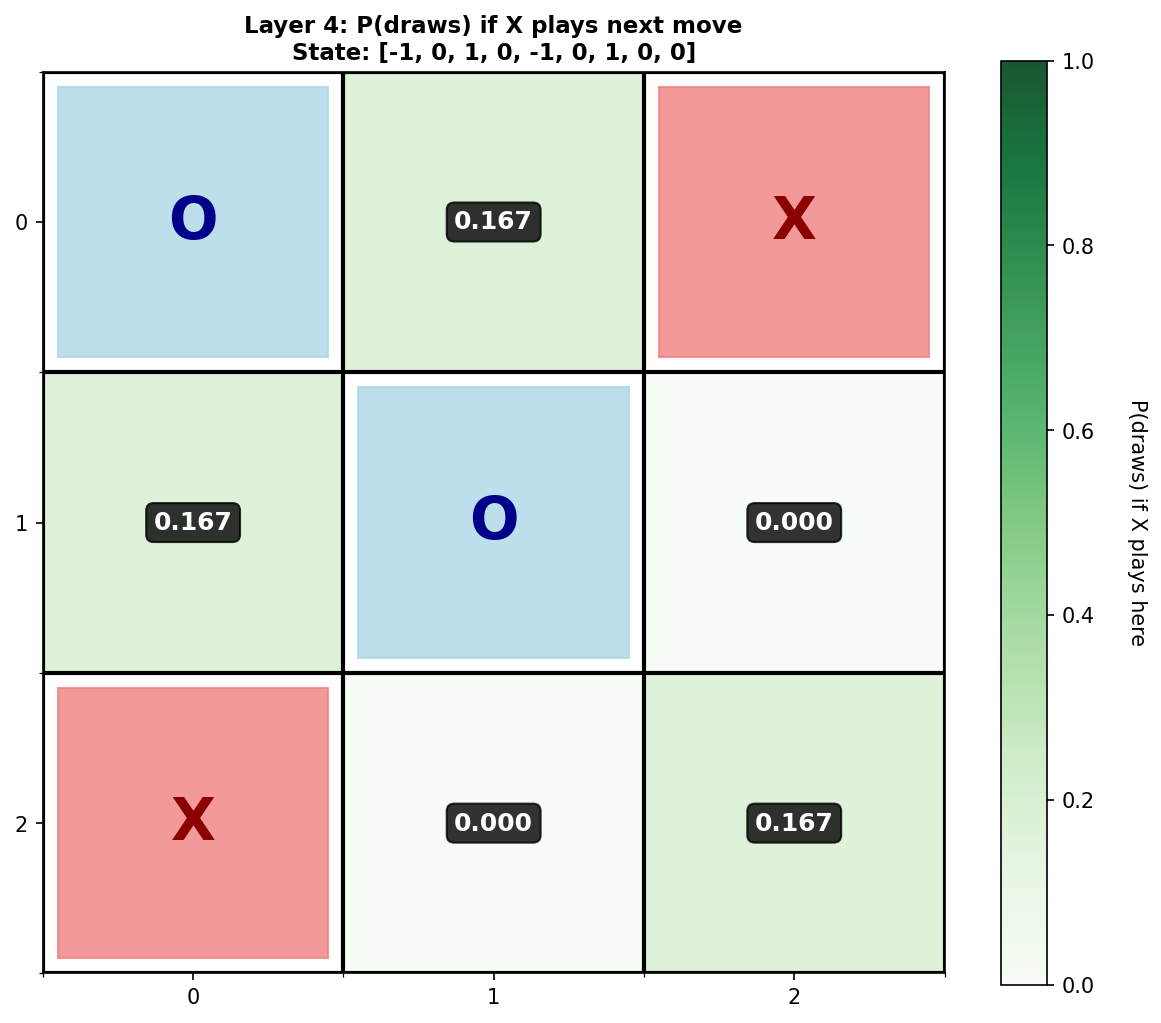 Layer 4: P(draws) if X plays next move
State: [-1, 0, 1, 0, -1, 0, 1, 0, 0]
O
0.167
X
0.167
O
0.000
X
0.000
0.167
0
1
2
0
1
2
1.0
0.8
0.6
0.4
0.2
0.0
P(draws) if X plays here